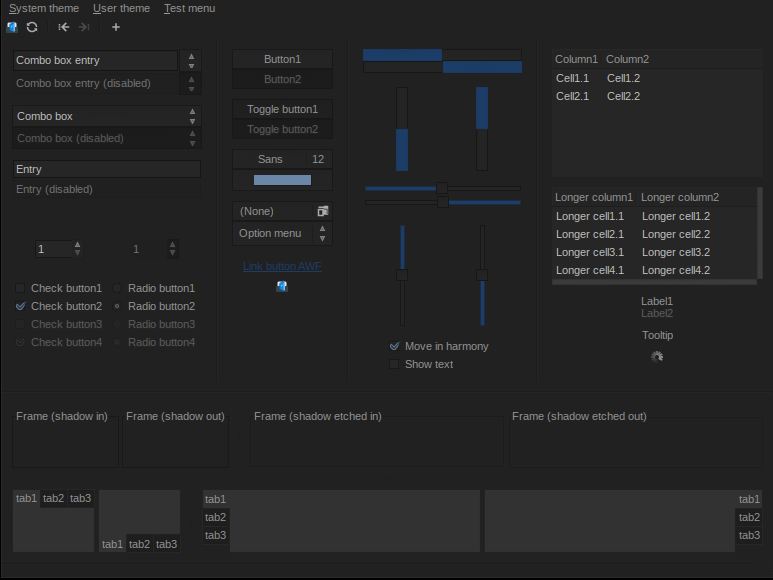 System theme User theme Test menu
Combo box entry
Combo box entry (disabled)
Combo box
Combo box (disabled)
Entry
Entry (disabled)
1 1
Check button1 Radio button1
Check button2 Radio button2
Check button3 Radio button3
Check button4 Radio button4
Button1
Button2
Toggle button1
Toggle button2
Sans 12
(None)
Option menu
Link button AWF
Move in harmony
Show text
Column1 Column2
Cell1.1 Cell1.2
Cell2.1 Cell2.2
Longer column1 Longer column2
Longer cell1.1 Longer cell1.2
Longer cell2.1 Longer cell2.2
Longer cell3.1 Longer cell3.2
Longer cell4.1 Longer cell4.2
Label1
Label2
Tooltip
Frame (shadow in) Frame (shadow out) Frame (shadow etched in) Frame (shadow etched out)
tab1 tab2 tab3
tab1 tab2 tab3
tab1
tab2
tab3
tab1
tab2
tab3